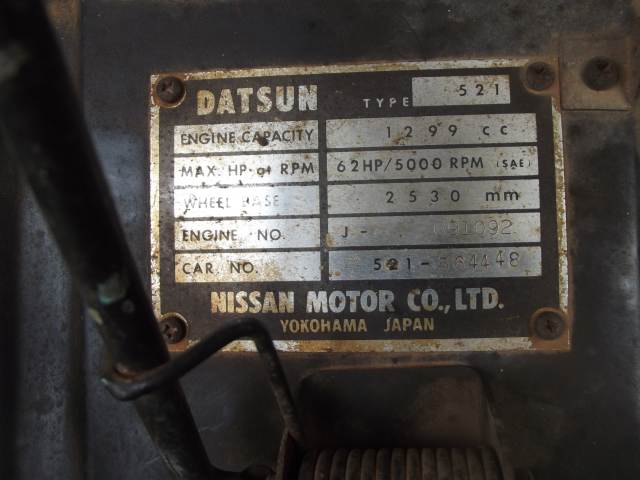 DATSUN TYPE 521
ENGINE CAPACITY 1299 cc
MAX. HP at RPM 62HP/5000 RPM (SAE)
WHEEL BASE 2530 mm
ENGINE NO. J-
CAR NO. 521-564448
NISSAN MOTOR CO., LTD.
YOKOHAMA JAPAN